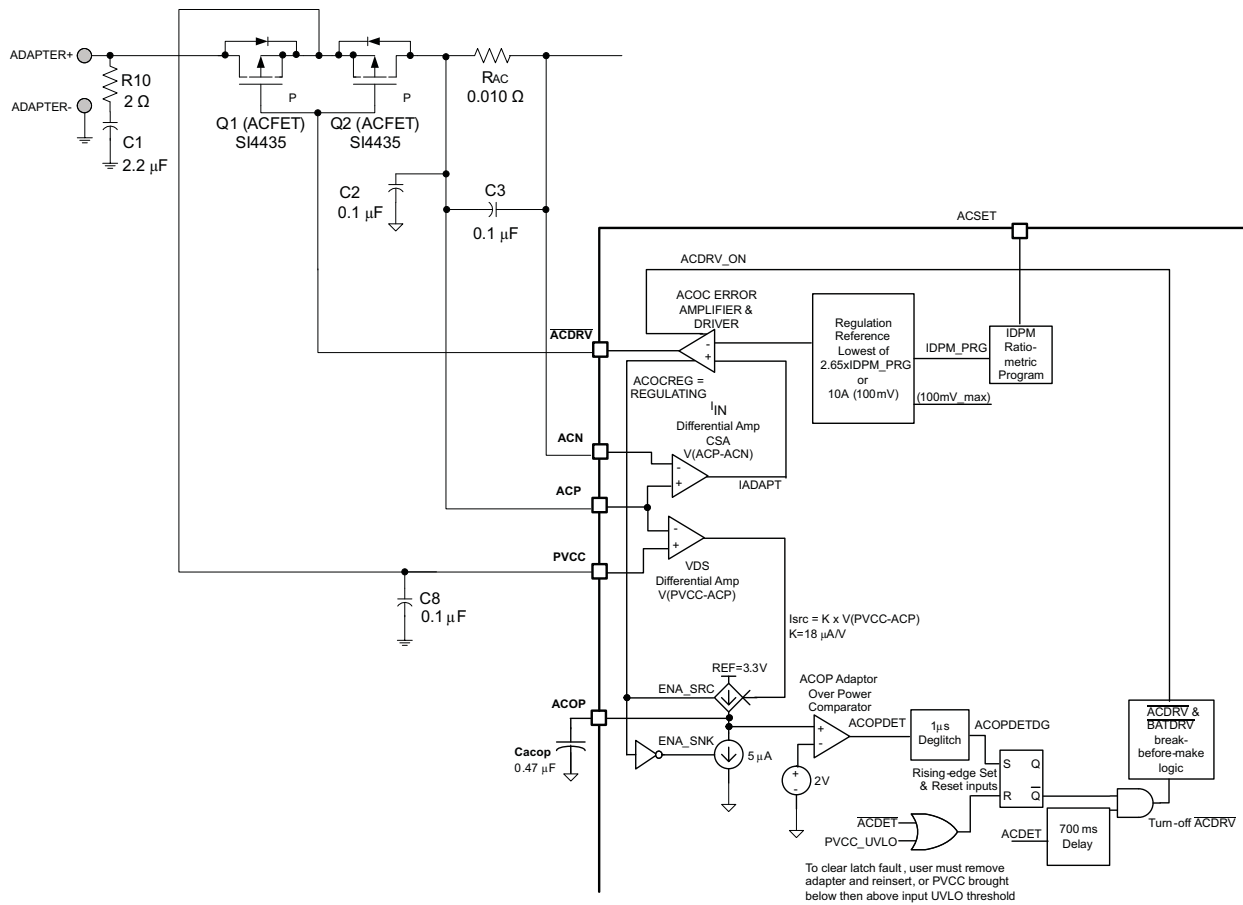 ADAPTER+
R10
2 Ω
ADAPTER-
C1
2.2 µF
P
P
Q1 (ACFET)
SI4435
Q2 (ACFET)
SI4435
RAC
0.010 Ω
C2
0.1 µF
C3
0.1 µF
ACSET
ACDRV_ON
ACOC ERROR
AMPLIFIER &
DRIVER
ACDRV
-
+
Regulation
Reference
Lowest of
2.65xIDPM_PRG
or
10A (100mV)
IDPM_PRG
IDPM
Ratio-
metric
Program
(100mV_max)
ACOCREG =
REGULATING
IIN
Differential Amp
CSA
V(ACP-ACN)
ACN
-
+
IADAPT
ACP
-
+
PVCC
VDS
Differential Amp
V(PVCC-ACP)
C8
0.1 µF
Isrc = K x V(PVCC-ACP)
K=18 µA/V
REF=3.3V
ENA_SRC
ACOP
Cacop
0.47 µF
ENA_SNK
5 µA
ACOP Adaptor
Over Power
Comparator
+
-
ACOPDET
+
-
2V
1µs
Deglitch
ACOPDETDG
Rising-edge Set
& Reset inputs
S Q
R Q
ACDRV &
BATDRV
break-
before-make
logic
ACDET
PVCC_UVLO
ACDET
700 ms
Delay
Turn-off ACDRV
To clear latch fault, user must remove
adapter and reinsert, or PVCC brought
below then above input UVLO threshold